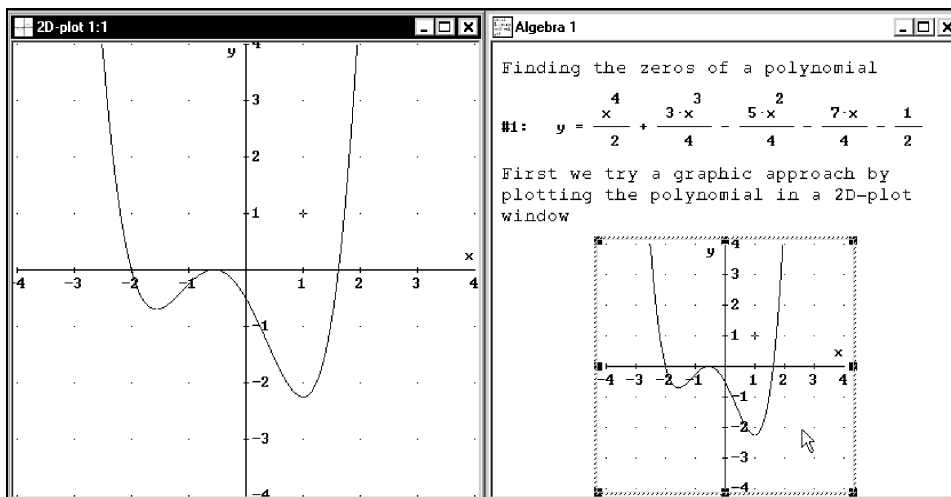 2D-plot 1:1
y 4
3
2
1
x
-4 -3 -2 -1 1 2 3 4
-1
-2
-3
-4
Algebra 1
Finding the zeros of a polynomial
#1: y = x^4/2 + 3·x^3/4 - 5·x^2/4 - 7·x/4 - 1/2
First we try a graphic approach by
plotting the polynomial in a 2D-plot
window
y 4
3
2
1
x
-4 -3 -2 -1 1 2 3 4
-1
-2
-3
-4